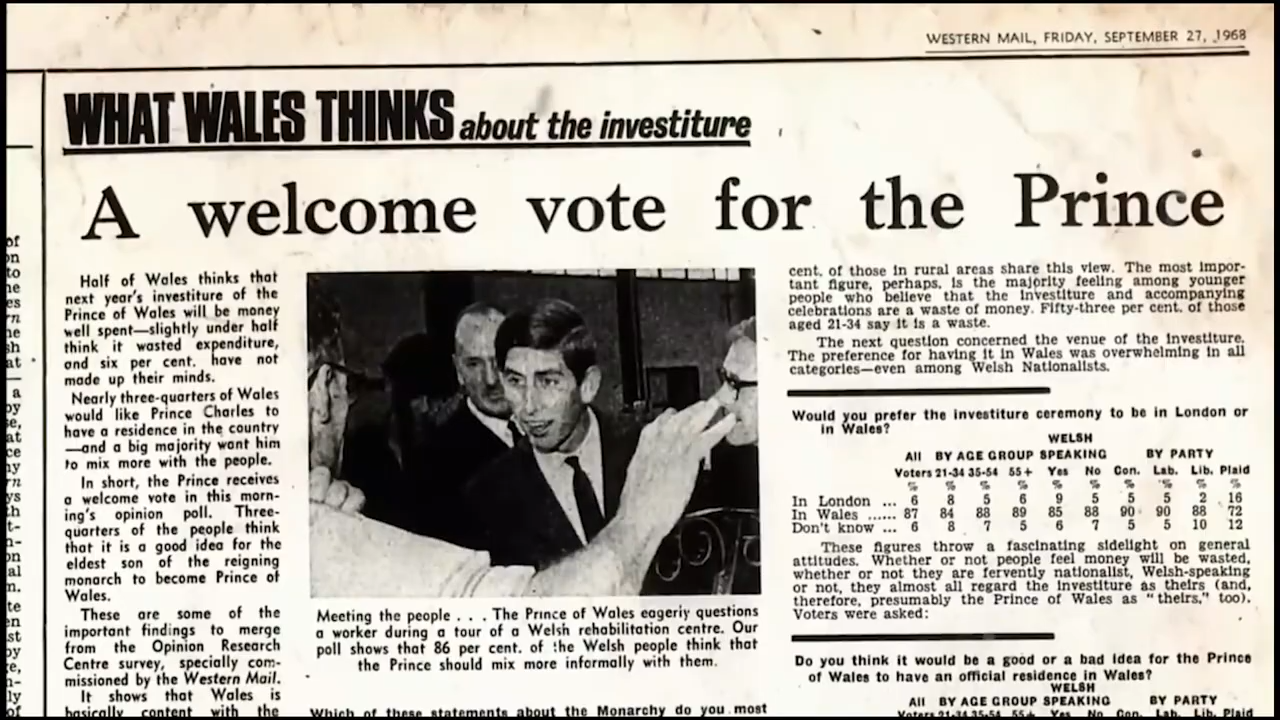 WESTERN MAIL, FRIDAY, SEPTEMBER 27, 1968
WHAT WALES THINKS about the investiture
A welcome vote for the Prince
Half of Wales thinks that
next year's investiture of the
Prince of Wales will be money
well spent—slightly under half
think it wasted expenditure,
and six per cent. have not
made up their minds.
Nearly three-quarters of Wales
would like Prince Charles to
have a residence in the country
—and a big majority want him
to mix more with the people.
In short, the Prince receives
a welcome vote in this morn-
ing's opinion poll. Three-
quarters of the people think
that it is a good idea for the
eldest son of the reigning
monarch to become Prince of
Wales.
These are some of the
important findings to merge
from the Opinion Research
Centre survey, specially com-
missioned by the Western Mail.
It shows that Wales is
basically content with the
Meeting the people . . . The Prince of Wales eagerly questions
a worker during a tour of a Welsh rehabilitation centre. Our
poll shows that 86 per cent. of the Welsh people think that
the Prince should mix more informally with them.
Which of these statements about the Monarchy do you most
cent. of those in rural areas share this view. The most impor-
tant figure, perhaps, is the majority feeling among younger
people who believe that the investiture and accompanying
celebrations are a waste of money. Fifty-three per cent. of those
aged 21-34 say it is a waste.
The next question concerned the venue of the investiture.
The preference for having it in Wales was overwhelming in all
categories—even among Welsh Nationalists.
Would you prefer the investiture ceremony to be in London or
in Wales?
WELSH
All BY AGE GROUP SPEAKING BY PARTY
Voters 21-34 35-54 55+ Yes No Con. Lab. Lib. Plaid
% % % % % % % % % %
In London ... 6 8 5 6 9 5 5 5 2 16
In Wales ...... 87 84 88 89 85 88 90 90 88 72
Don't know ... 6 8 7 5 6 7 5 5 10 12
These figures throw a fascinating sidelight on general
attitudes. Whether or not people feel money will be wasted,
whether or not they are fervently nationalist, Welsh-speaking
or not, they almost all regard the investiture as theirs (and,
therefore, presumably the Prince of Wales as "theirs," too).
Voters were asked:
Do you think it would be a good or a bad idea for the Prince
of Wales to have an official residence in Wales?
WELSH
All BY AGE GROUP SPEAKING BY PARTY
Voters 21-34 35-54 55+ Yes No Con. Lab. Lib. Plaid